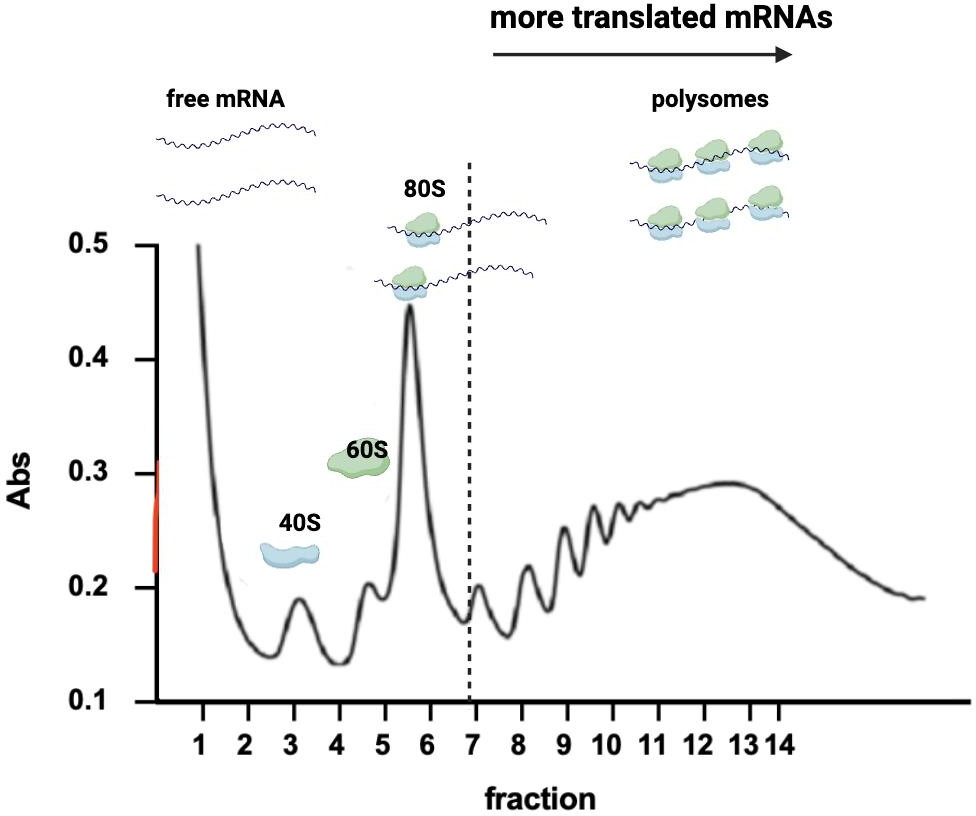 more translated mRNAs
free mRNA
polysomes
80S
0.5
0.4
60S
0.3
Abs
40S
0.2
0.1
1 2 3 4 5 6 7 8 9 10 11 12 13 14
fraction